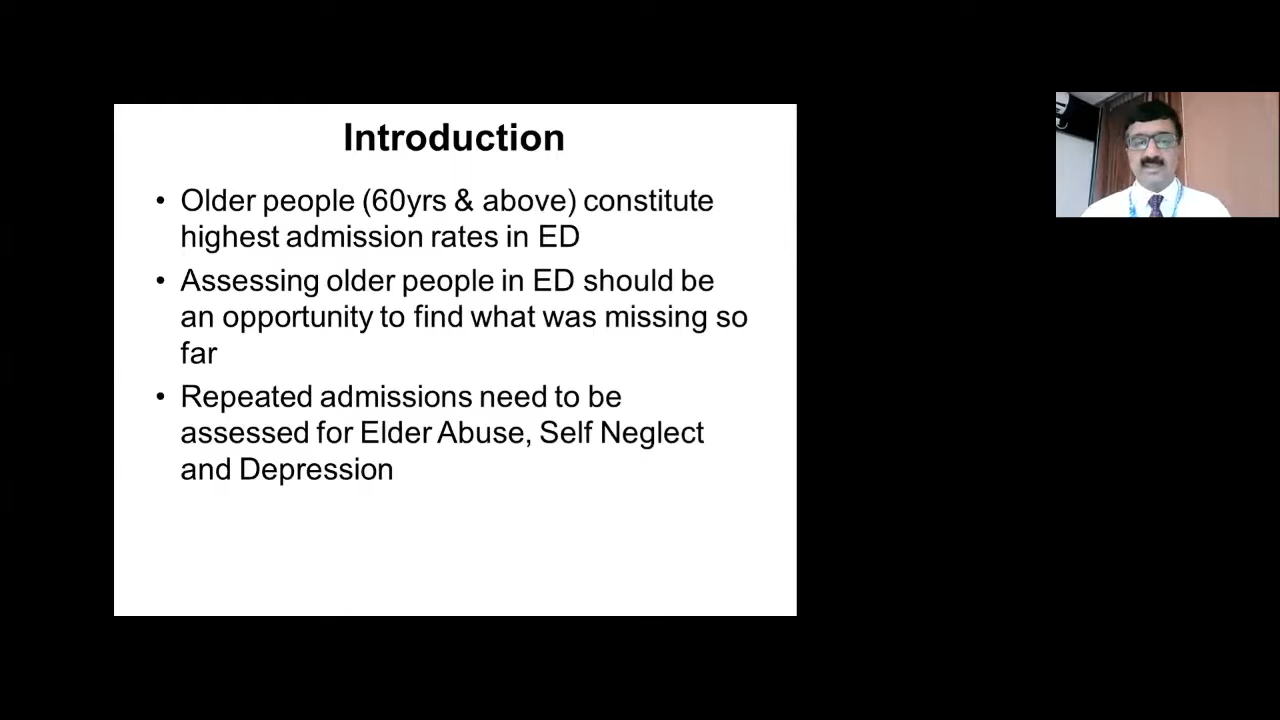 Introduction
• Older people (60yrs & above) constitute
highest admission rates in ED
• Assessing older people in ED should be
an opportunity to find what was missing so
far
• Repeated admissions need to be
assessed for Elder Abuse, Self Neglect
and Depression